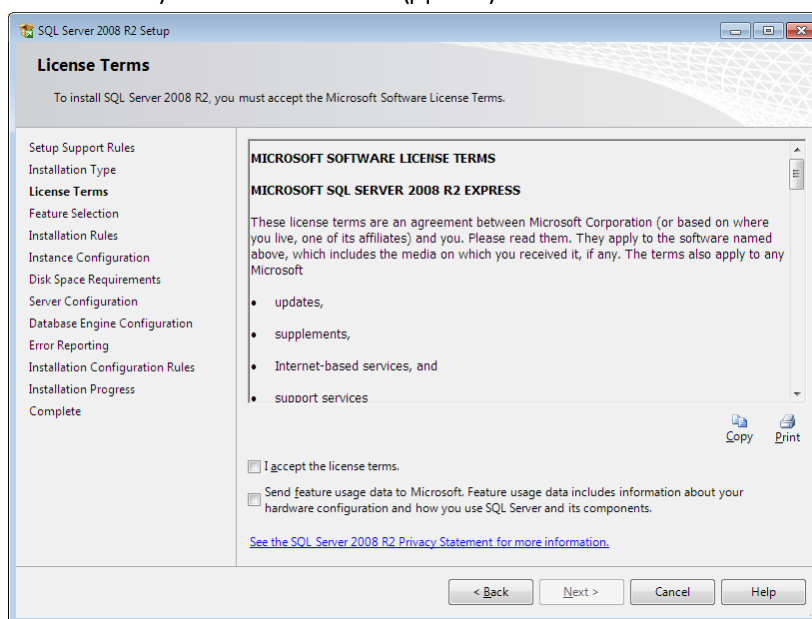 SQL Server 2008 R2 Setup
License Terms
To install SQL Server 2008 R2, you must accept the Microsoft Software License Terms.
Setup Support Rules
Installation Type
License Terms
Feature Selection
Installation Rules
Instance Configuration
Disk Space Requirements
Server Configuration
Database Engine Configuration
Error Reporting
Installation Configuration Rules
Installation Progress
Complete
MICROSOFT SOFTWARE LICENSE TERMS
MICROSOFT SQL SERVER 2008 R2 EXPRESS
These license terms are an agreement between Microsoft Corporation (or based on where
you live, one of its affiliates) and you. Please read them. They apply to the software named
above, which includes the media on which you received it, if any. The terms also apply to any
Microsoft
• updates,
• supplements,
• Internet-based services, and
• support services
Copy Print
I accept the license terms.
Send feature usage data to Microsoft. Feature usage data includes information about your
hardware configuration and how you use SQL Server and its components.
See the SQL Server 2008 R2 Privacy Statement for more information.
< Back Next > Cancel Help